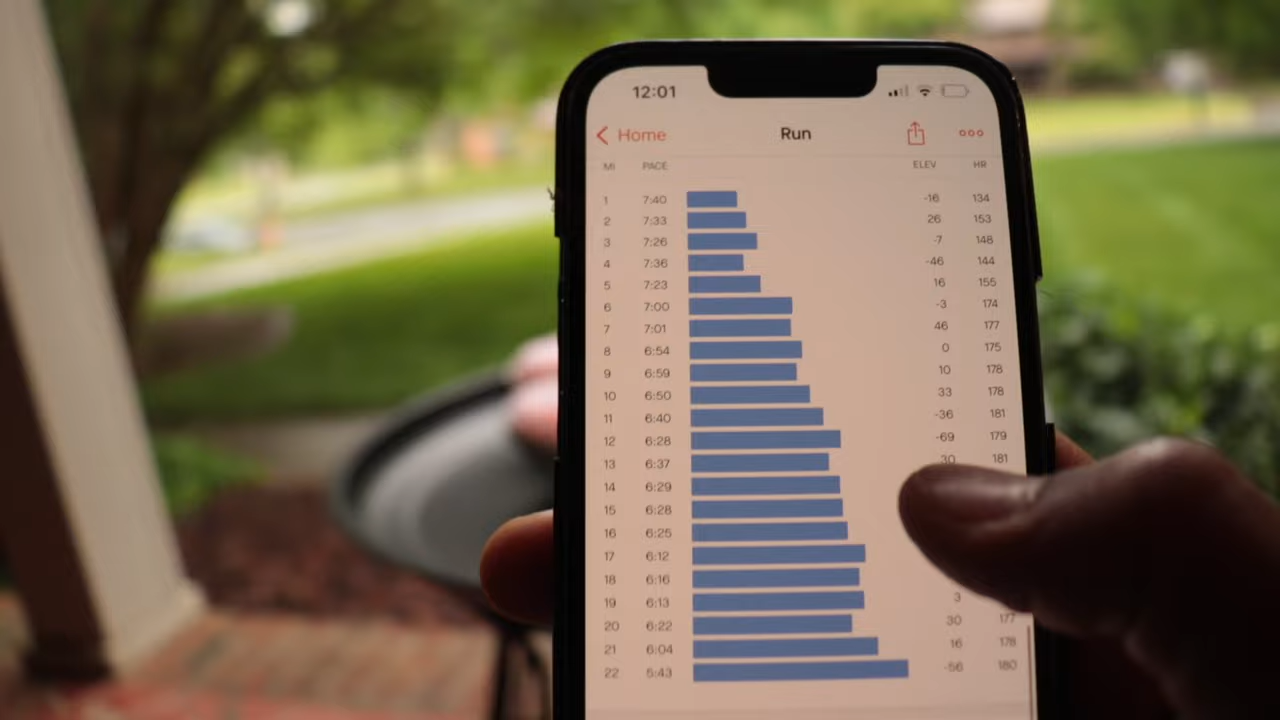 12:01
Home Run
MI PACE ELEV HR
1 7:40 -16 134
2 7:33 26 153
3 7:26 -7 148
4 7:36 -46 144
5 7:23 16 155
6 7:00 -3 174
7 7:01 46 177
8 6:54 0 175
9 6:59 10 178
10 6:50 33 178
11 6:40 -36 181
12 6:28 -69 179
13 6:37 30 181
14 6:29
15 6:28
16 6:25
17 6:12
18 6:16
19 6:13 3
20 6:22 30 177
21 6:04 16 178
22 5:43 -56 180